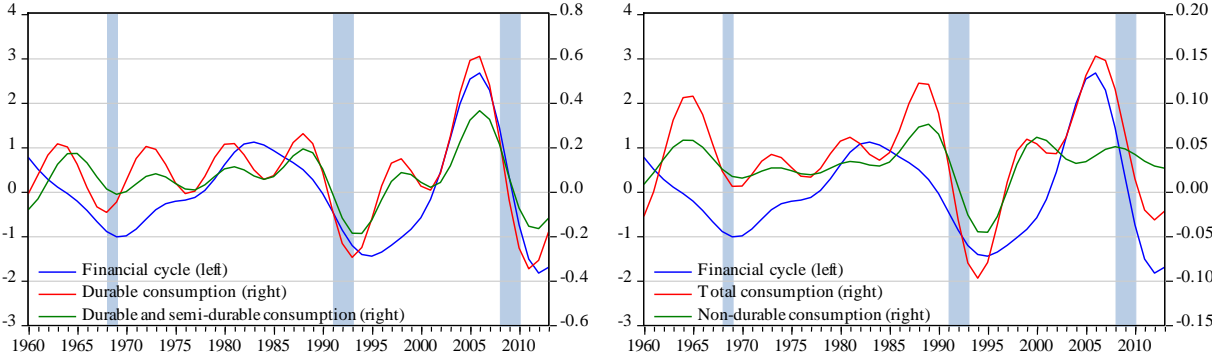 4 0.8
3 0.6
2 0.4
1 0.2
0 0.0
-1 -0.2
-2 -0.4
-3 -0.6
Financial cycle (left)
Durable consumption (right)
Durable and semi-durable consumption (right)
1960 1965 1970 1975 1980 1985 1990 1995 2000 2005 2010
4 0.20
3 0.15
2 0.10
1 0.05
0 0.00
-1 -0.05
-2 -0.10
-3 -0.15
Financial cycle (left)
Total consumption (right)
Non-durable consumption (right)
1960 1965 1970 1975 1980 1985 1990 1995 2000 2005 2010